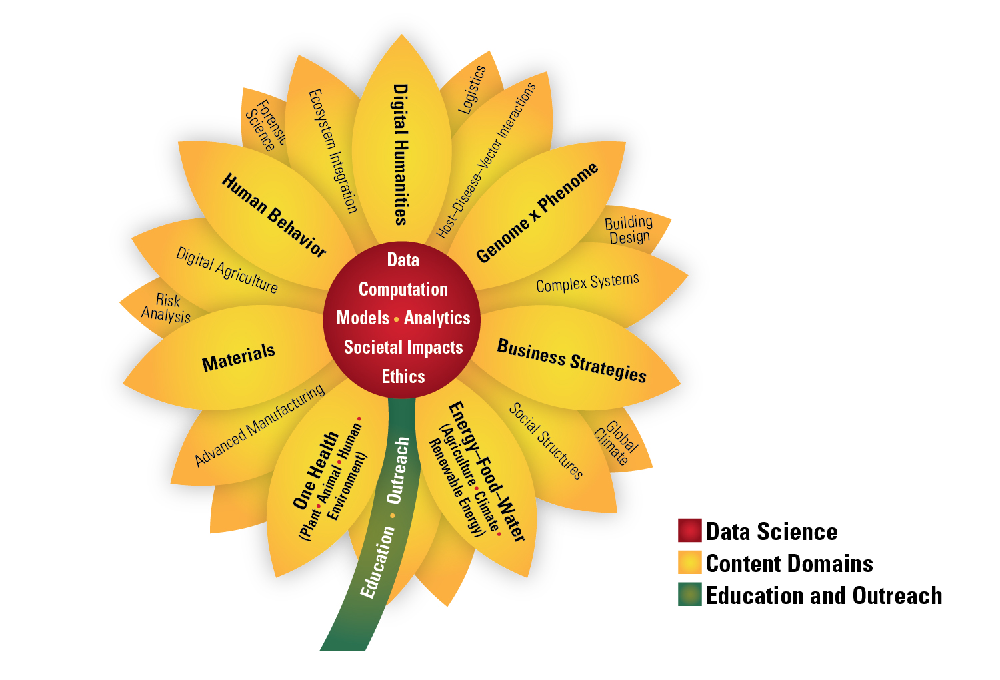 Digital Humanities
Logistics
Host–Disease–Vector Interactions
Genome x Phenome
Building
Design
Complex Systems
Business Strategies
Global
Climate
Social Structures
Energy–Food–Water
(Agriculture • Climate •
Renewable Energy)
One Health
(Plant • Animal • Human •
Environment)
Advanced Manufacturing
Materials
Risk
Analysis
Digital Agriculture
Human Behavior
Forensic
Science
Ecosystem Integration
Data
Computation
Models • Analytics
Societal Impacts
Ethics
Education • Outreach
Data Science
Content Domains
Education and Outreach